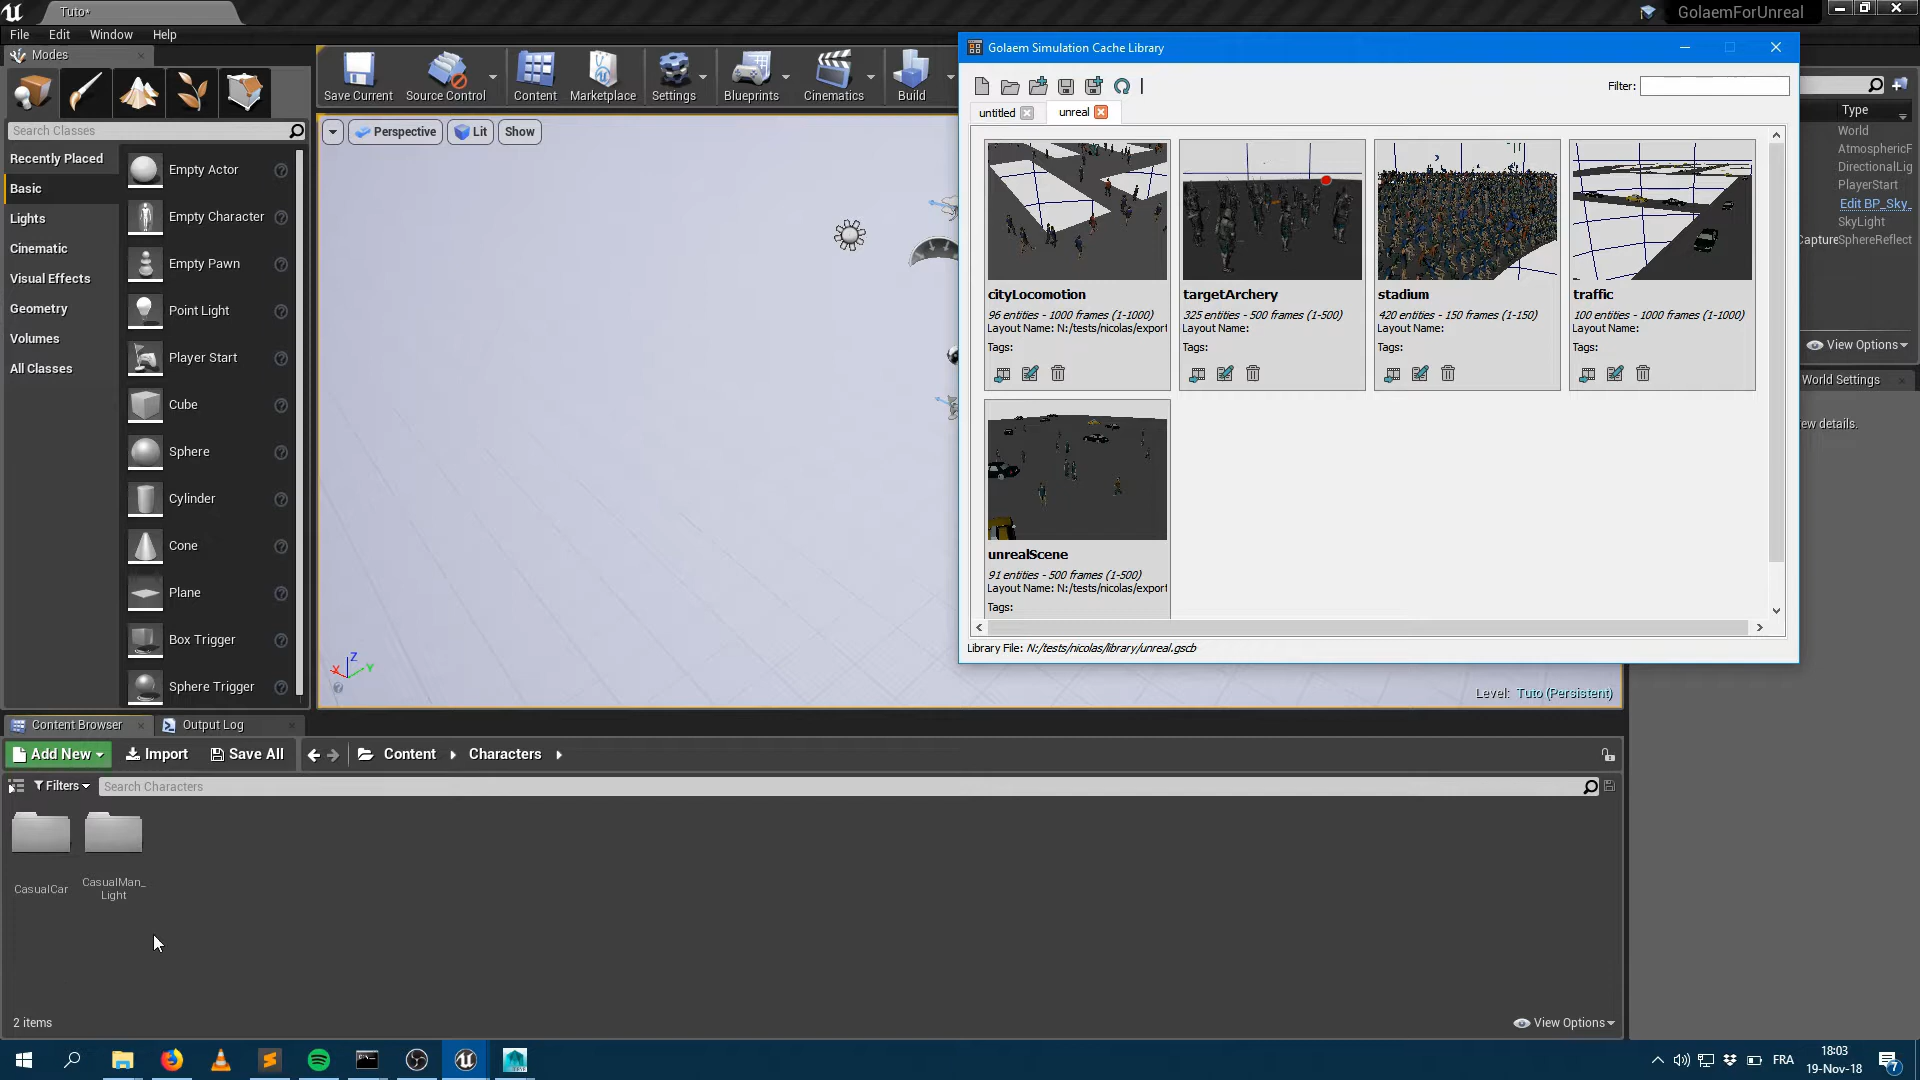 Tuto*
GolaemForUnreal
File Edit Window Help
Modes
Search Classes
Recently Placed
Basic
Lights
Cinematic
Visual Effects
Geometry
Volumes
All Classes
Empty Actor
Empty Character
Empty Pawn
Point Light
Player Start
Cube
Sphere
Cylinder
Cone
Plane
Box Trigger
Sphere Trigger
Save Current
Source Control
Content
Marketplace
Settings
Blueprints
Cinematics
Build
Perspective
Lit
Show
X Z Y
Level: Tuto (Persistent)
Golaem Simulation Cache Library
Filter:
untitled
unreal
cityLocomotion
96 entities - 1000 frames (1-1000)
Layout Name: N:/tests/nicolas/export
Tags:
targetArchery
325 entities - 500 frames (1-500)
Layout Name:
Tags:
stadium
420 entities - 150 frames (1-150)
Layout Name:
Tags:
traffic
100 entities - 1000 frames (1-1000)
Layout Name:
Tags:
unrealScene
91 entities - 500 frames (1-500)
Layout Name: N:/tests/nicolas/export
Tags:
Library File: N:/tests/nicolas/library/unreal.gscb
Type
World
AtmosphericF
DirectionalLig
PlayerStart
Edit BP_Sky_
SkyLight
CaptureSphereReflect
View Options
World Settings
ew details.
Content Browser
Output Log
Add New
Import
Save All
Content
Characters
Filters
Search Characters
CasualCar
CasualMan_
Light
2 items
View Options
FRA
18:03
19-Nov-18
7